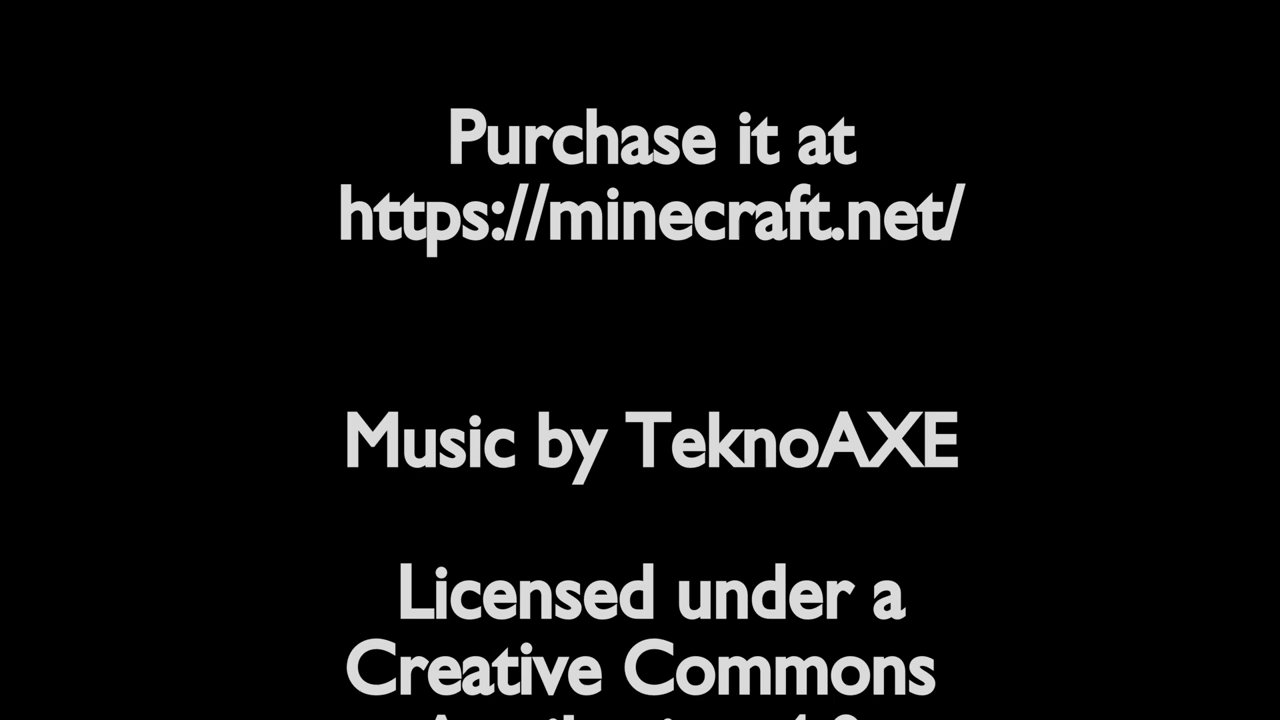 Purchase it at
https://minecraft.net/
Music by TeknoAXE
Licensed under a
Creative Commons